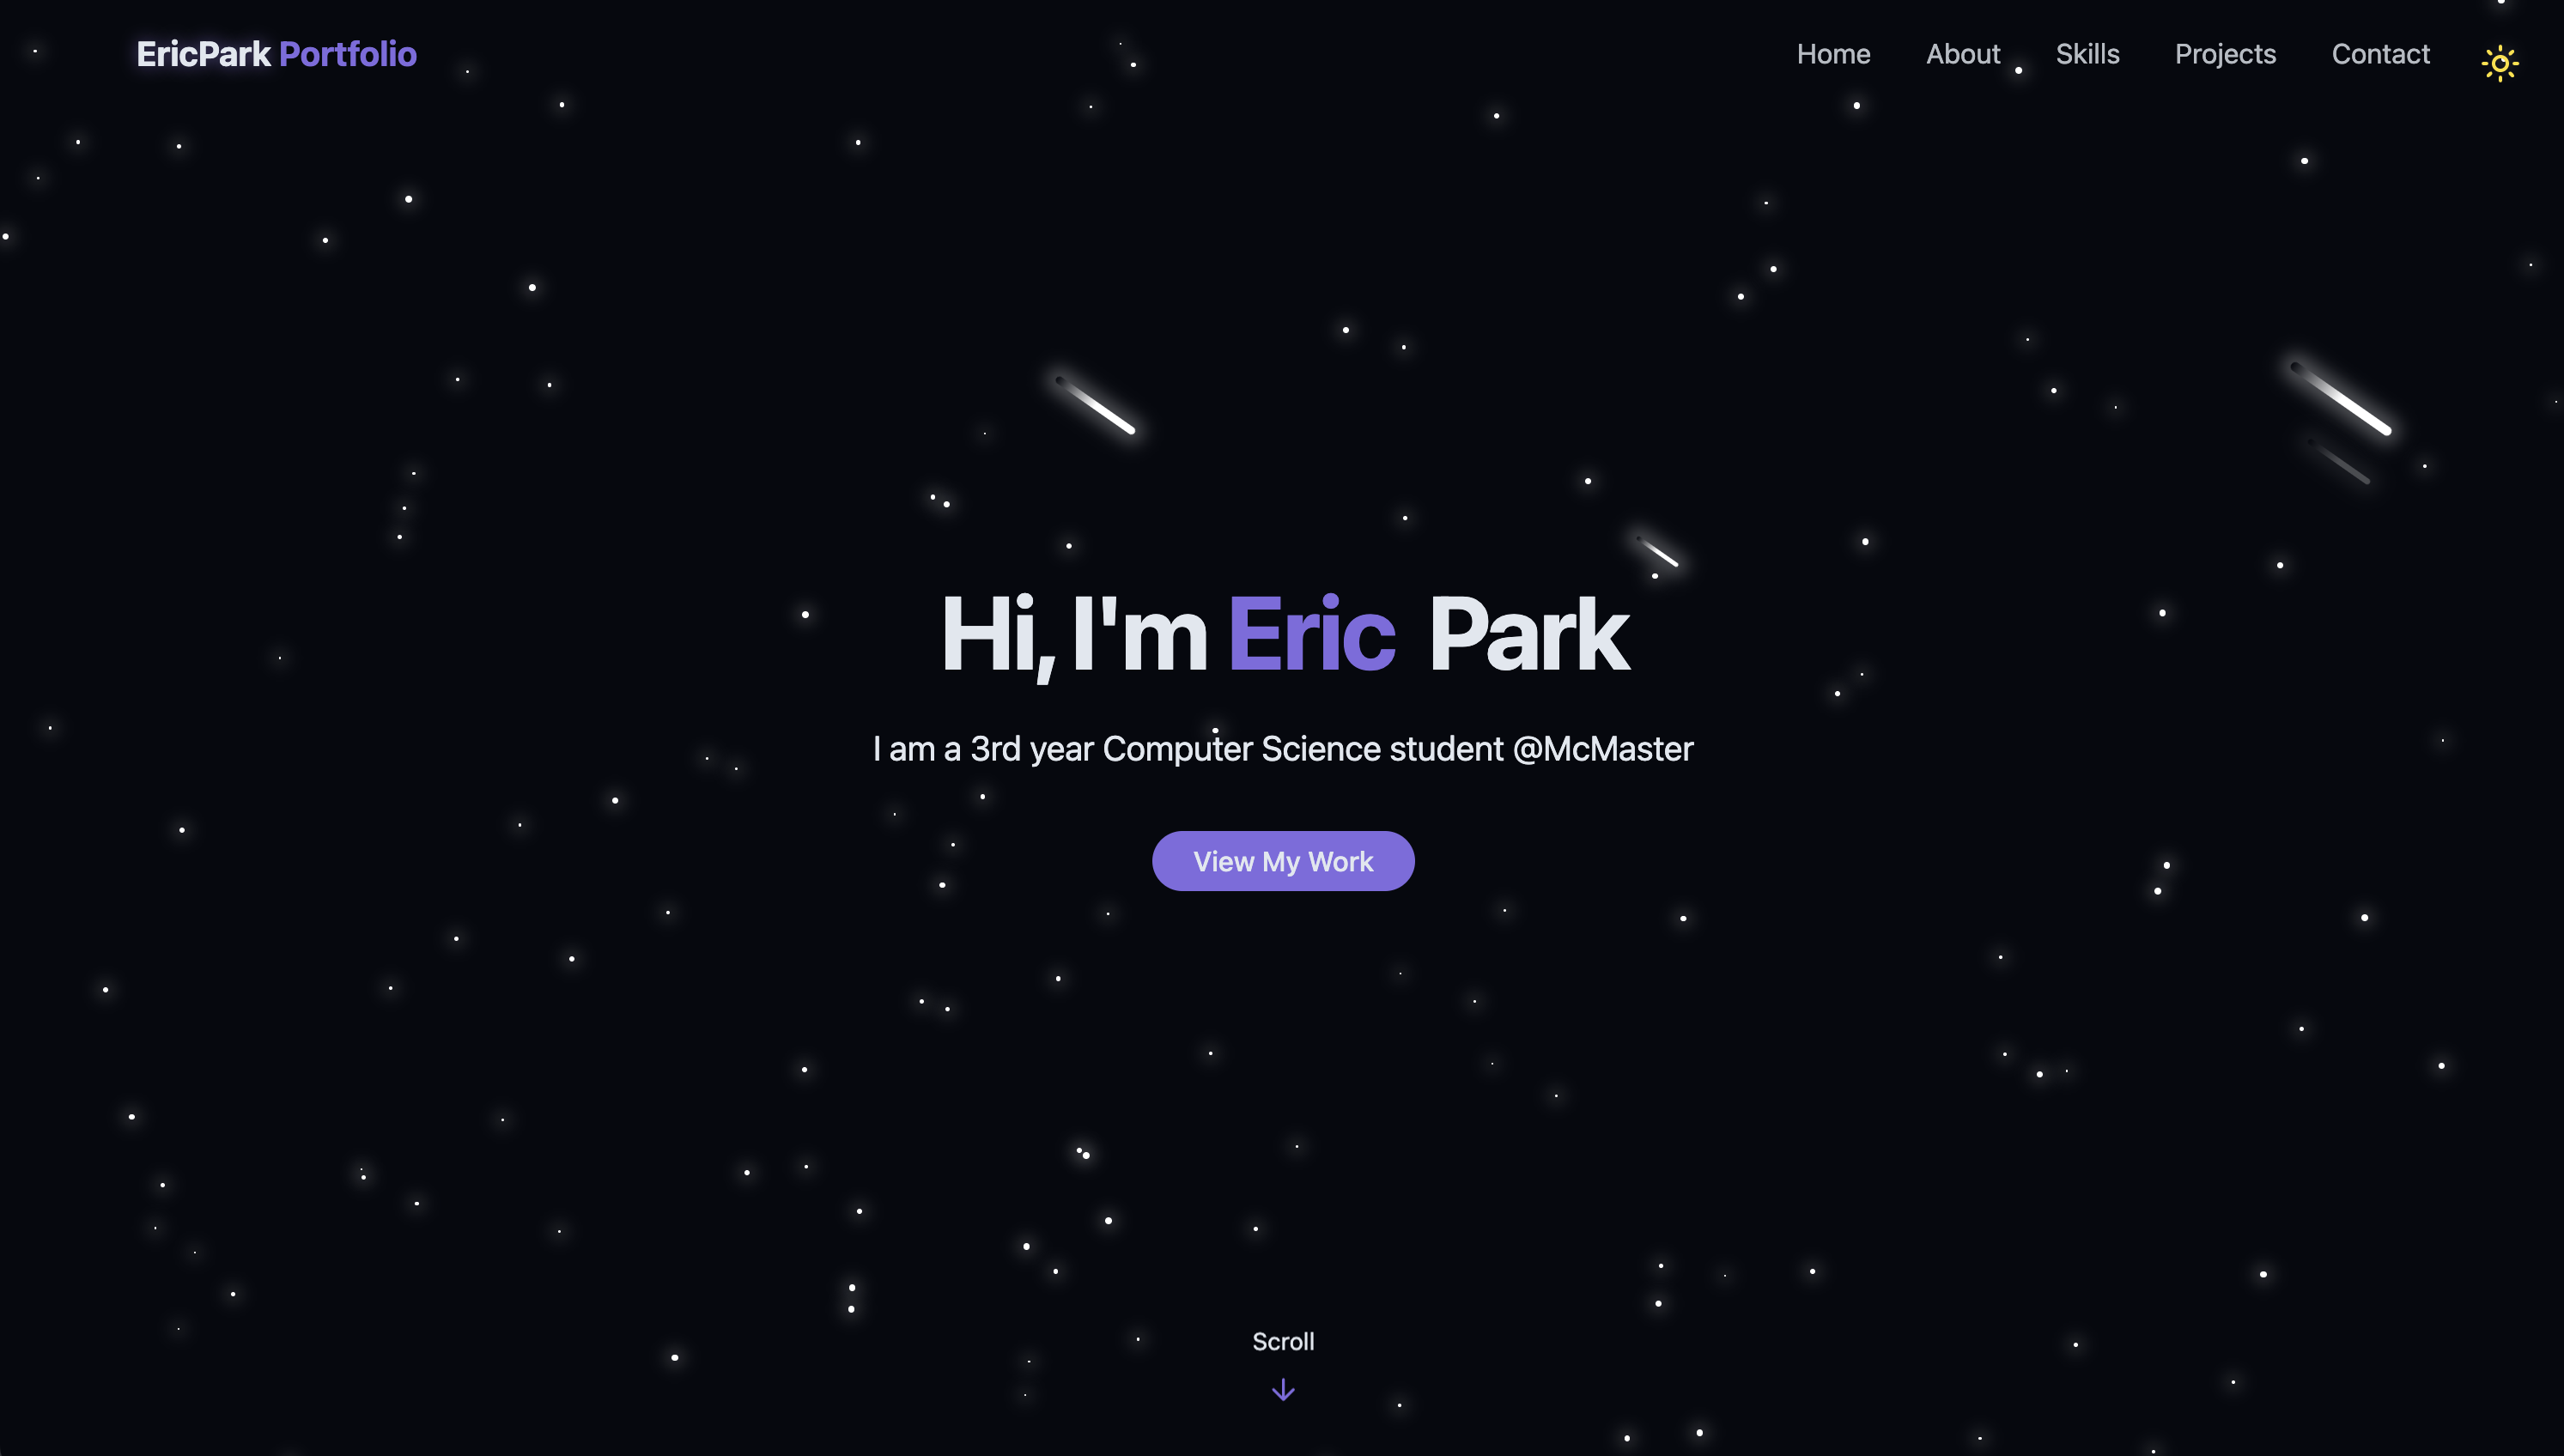 EricPark Portfolio
Home About Skills Projects Contact
Hi, I'm Eric Park
I am a 3rd year Computer Science student @McMaster
View My Work
Scroll